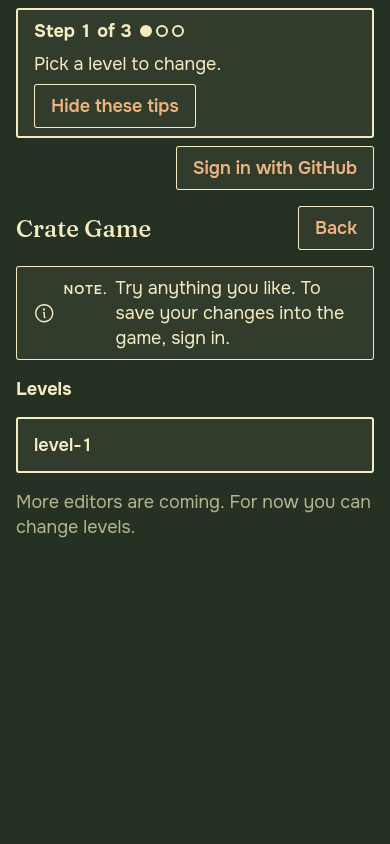 Step 1 of 3
Pick a level to change.
Hide these tips
Sign in with GitHub
Crate Game
Back
NOTE. Try anything you like. To
save your changes into the
game, sign in.
Levels
level-1
More editors are coming. For now you can
change levels.